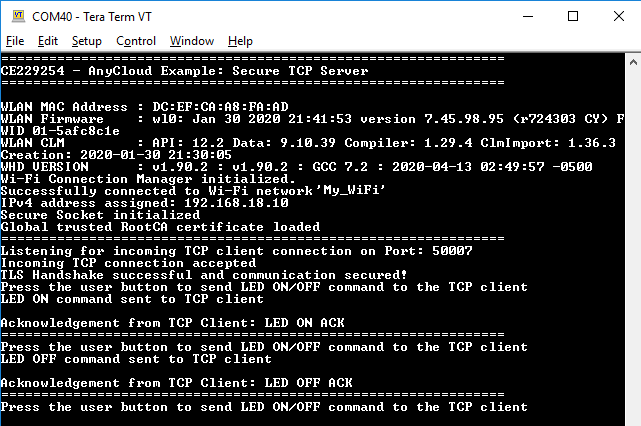 COM40 - Tera Term VT
File Edit Setup Control Window Help
===============================================================
CE229254 - AnyCloud Example: Secure TCP Server
===============================================================
WLAN MAC Address : DC:EF:CA:A8:FA:AD
WLAN Firmware : wl0: Jan 30 2020 21:41:53 version 7.45.98.95 (r724303 CY) F
WID 01-5afc8c1e
WLAN CLM : API: 12.2 Data: 9.10.39 Compiler: 1.29.4 ClmImport: 1.36.3
Creation: 2020-01-30 21:30:05
WHD VERSION : v1.90.2 : v1.90.2 : GCC 7.2 : 2020-04-13 02:49:57 -0500
Wi-Fi Connection Manager initialized.
Successfully connected to Wi-Fi network 'My_WiFi'
IPv4 address assigned: 192.168.18.10
Secure Socket initialized
Global trusted RootCA certificate loaded
===============================================================
Listening for incoming TCP client connection on Port: 50007
Incoming TCP connection accepted
TLS Handshake successful and communication secured!
Press the user button to send LED ON/OFF command to the TCP client
LED ON command sent to TCP client
Acknowledgement from TCP Client: LED ON ACK
===============================================================
Press the user button to send LED ON/OFF command to the TCP client
LED OFF command sent to TCP client
Acknowledgement from TCP Client: LED OFF ACK
===============================================================
Press the user button to send LED ON/OFF command to the TCP client